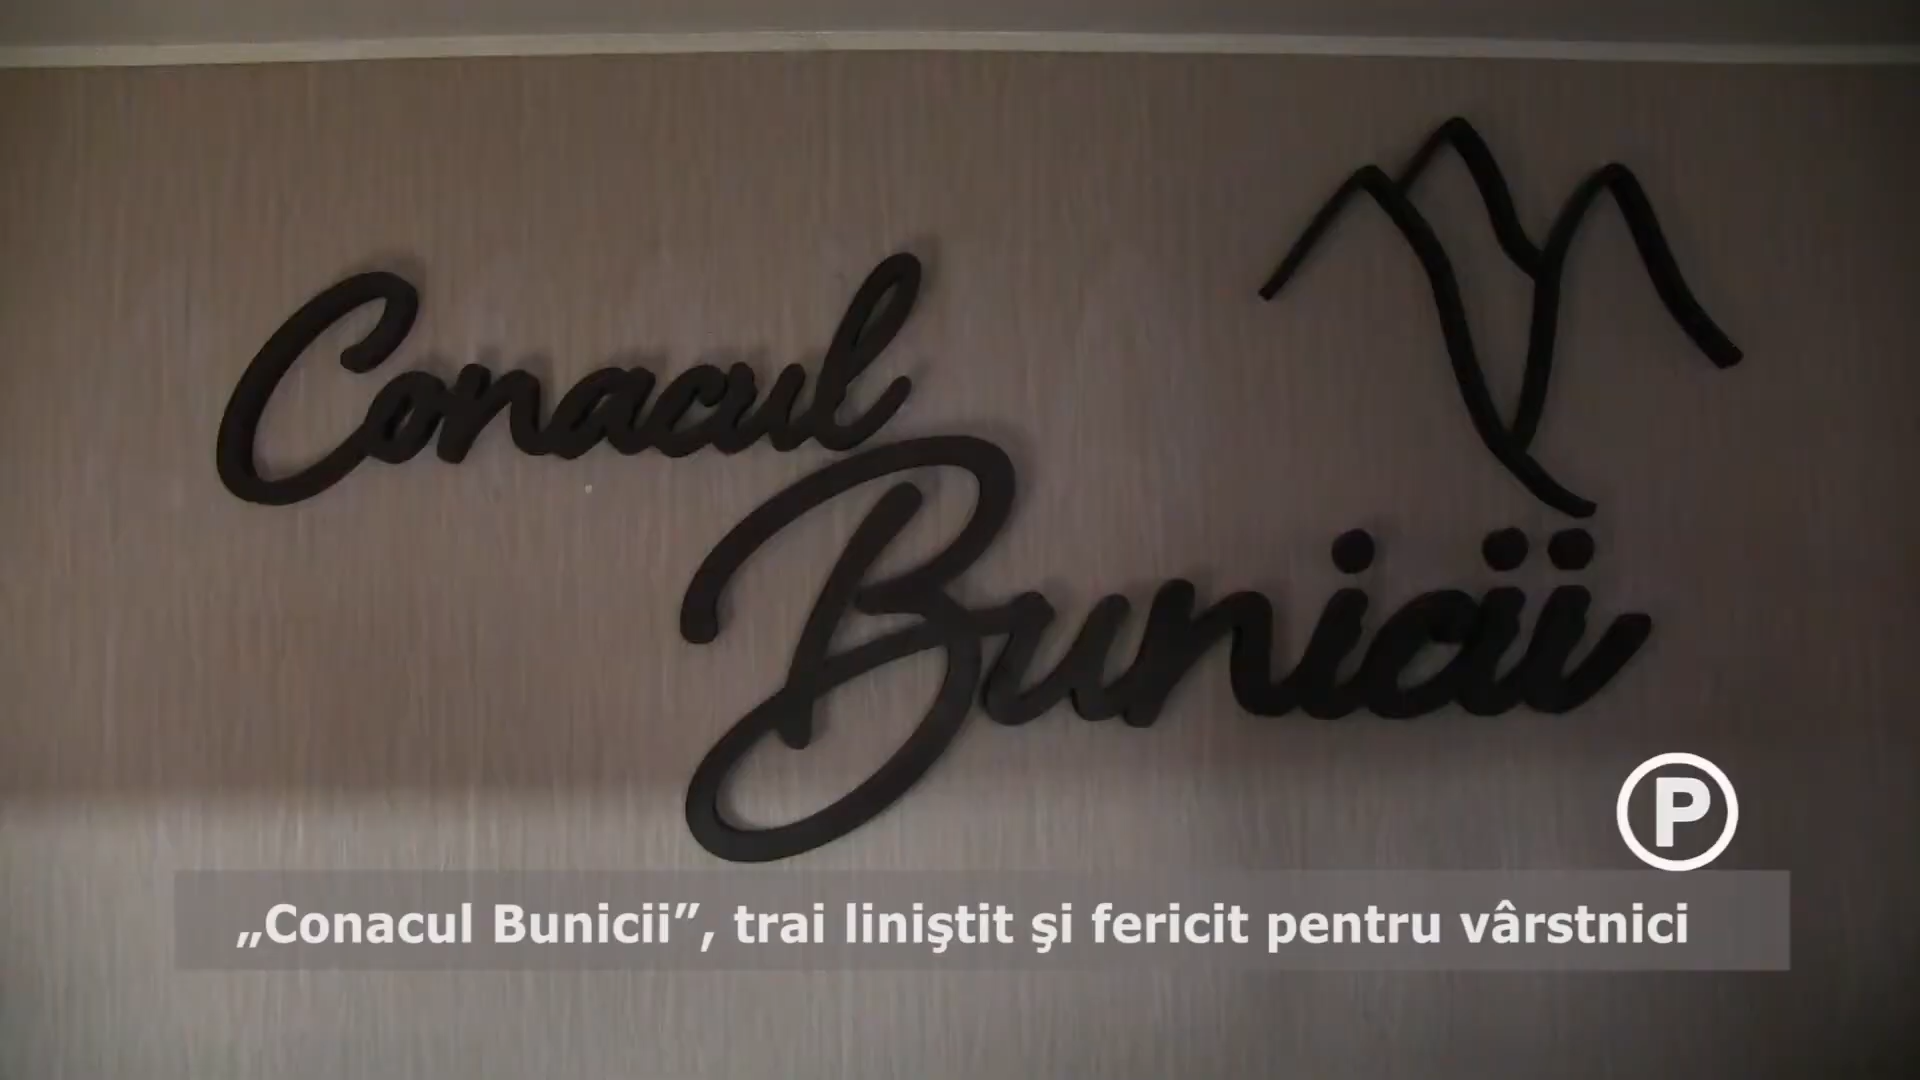 Conacul
Bunicii
P
„Conacul Bunicii”, trai liniştit şi fericit pentru vârstnici